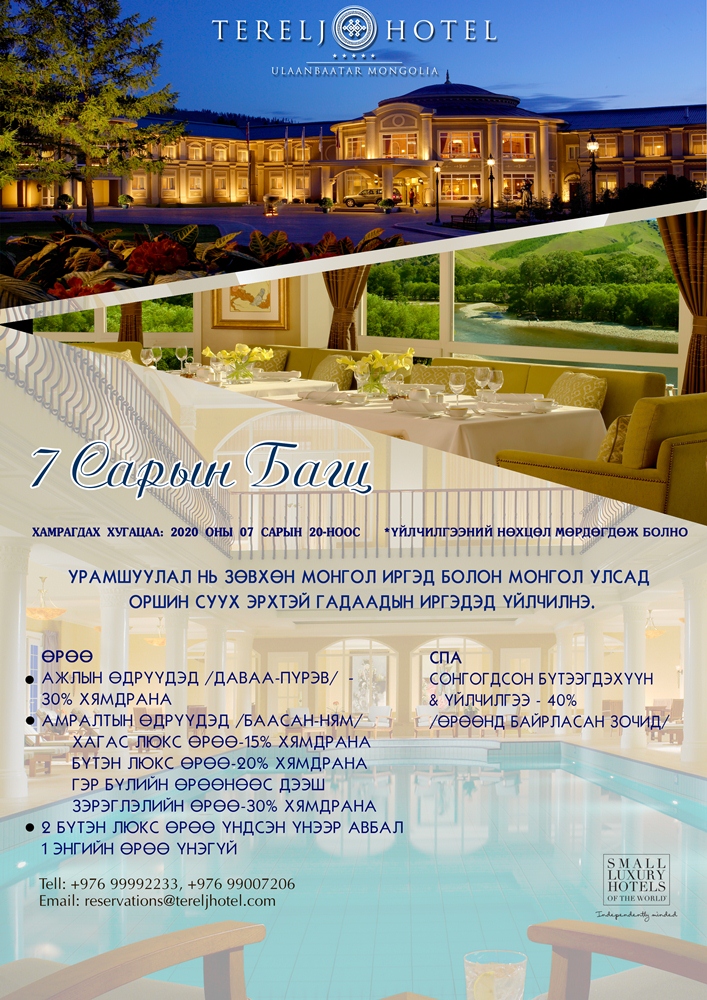 TERELJ HOTEL
ULAANBAATAR MONGOLIA
7 Сарын Багц
ХАМРАГДАХ ХУГАЦАА: 2020 ОНЫ 07 САРЫН 20-НООС *ҮЙЛЧИЛГЭЭНИЙ НӨХЦӨЛ МӨРДӨГДӨЖ БОЛНО
УРАМШУУЛАЛ НЬ ЗӨВХӨН МОНГОЛ ИРГЭД БОЛОН МОНГОЛ УЛСАД
ОРШИН СУУХ ЭРХТЭЙ ГАДААДЫН ИРГЭДЭД ҮЙЛЧИЛНЭ.
ӨРӨӨ
• АЖЛЫН ӨДРҮҮДЭД /ДАВАА-ПҮРЭВ/ -
30% ХЯМДРАНА
• АМРАЛТЫН ӨДРҮҮДЭД /БААСАН-НЯМ/
ХАГАС ЛЮКС ӨРӨӨ-15% ХЯМДРАНА
БҮТЭН ЛЮКС ӨРӨӨ-20% ХЯМДРАНА
ГЭР БҮЛИЙН ӨРӨӨНӨӨС ДЭЭШ
ЗЭРЭГЛЭЛИЙН ӨРӨӨ-30% ХЯМДРАНА
• 2 БҮТЭН ЛЮКС ӨРӨӨ ҮНДСЭН ҮНЭЭР АВБАЛ
1 ЭНГИЙН ӨРӨӨ ҮНЭГҮЙ
СПА
СОНГОГДСОН БҮТЭЭГДЭХҮҮН
& ҮЙЛЧИЛГЭЭ - 40%
/ӨРӨӨНД БАЙРЛАСАН ЗОЧИД/
Tell: +976 99992233, +976 99007206
Email: reservations@tereljhotel.com
SMALL
LUXURY
HOTELS
OF THE WORLD
Independently minded